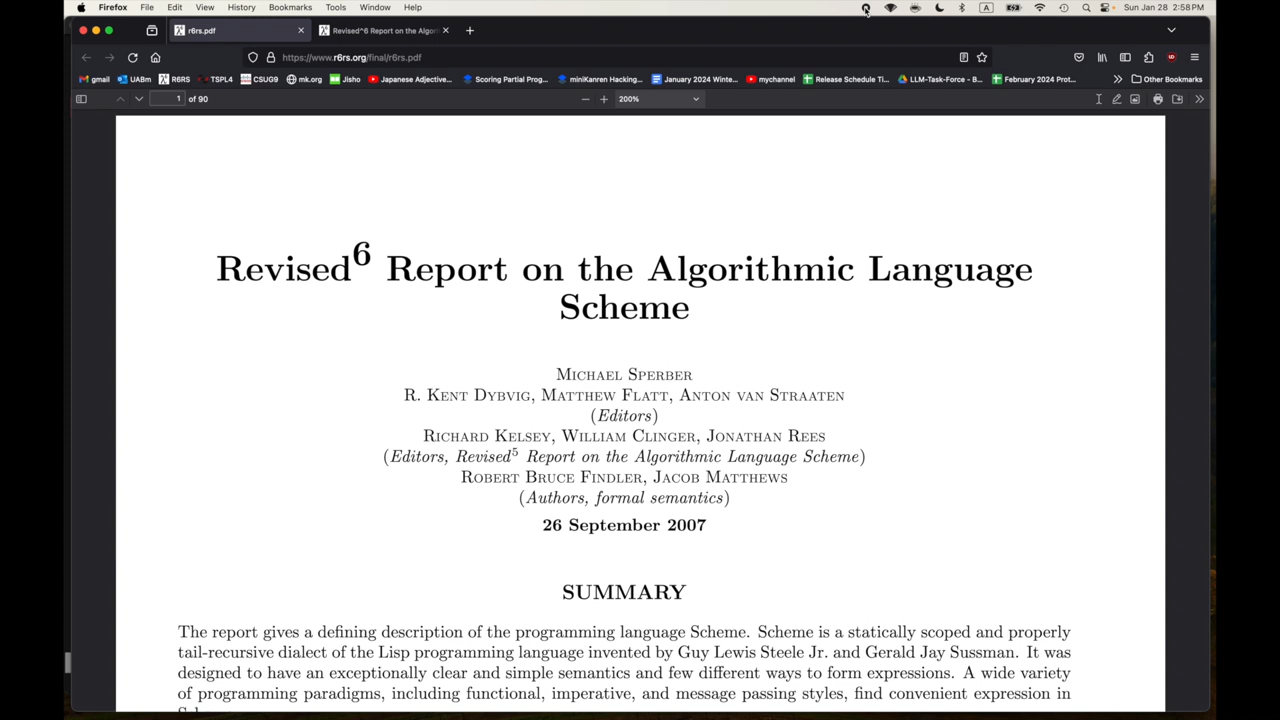 Firefox File Edit View History Bookmarks Tools Window Help A Sun Jan 28 2:58 PM
r6rs.pdf Revised^6 Report on the Algor
https://www.r6rs.org/final/r6rs.pdf
gmail UABm R6RS TSPL4 CSUG9 mk.org Jisho Japanese Adjective... Scoring Partial Prog... miniKanren Hacking... January 2024 Winte... mychannel Release Schedule Ti... LLM-Task-Force - B... February 2024 Prot... Other Bookmarks
1 of 90 200%
Revised6 Report on the Algorithmic Language
Scheme
MICHAEL SPERBER
R. KENT DYBVIG, MATTHEW FLATT, ANTON VAN STRAATEN
(Editors)
RICHARD KELSEY, WILLIAM CLINGER, JONATHAN REES
(Editors, Revised5 Report on the Algorithmic Language Scheme)
ROBERT BRUCE FINDLER, JACOB MATTHEWS
(Authors, formal semantics)
26 September 2007
SUMMARY
The report gives a defining description of the programming language Scheme. Scheme is a statically scoped and properly
tail-recursive dialect of the Lisp programming language invented by Guy Lewis Steele Jr. and Gerald Jay Sussman. It was
designed to have an exceptionally clear and simple semantics and few different ways to form expressions. A wide variety
of programming paradigms, including functional, imperative, and message passing styles, find convenient expression in